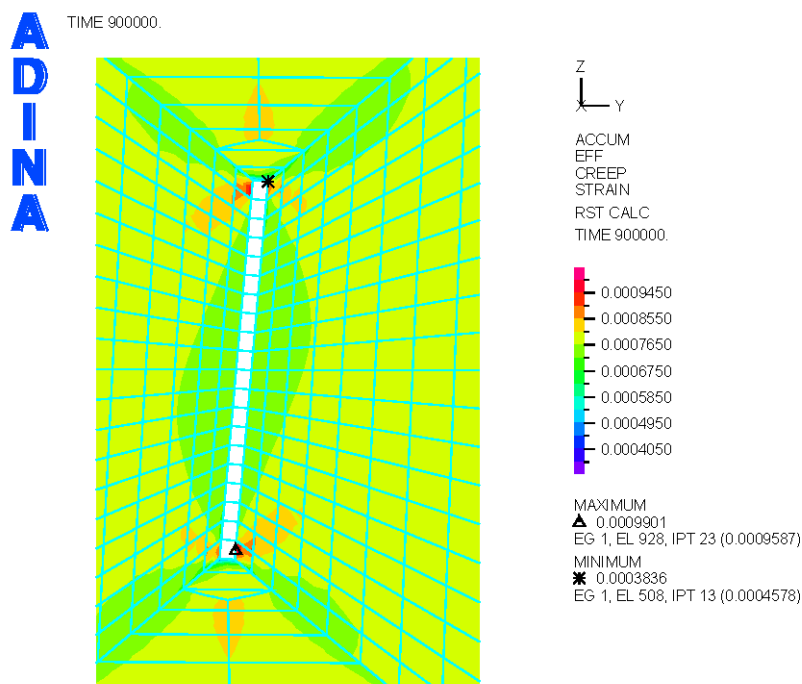 ADINA
TIME 900000.
Z
X Y
ACCUM
EFF
CREEP
STRAIN
RST CALC
TIME 900000.
0.0009450
0.0008550
0.0007650
0.0006750
0.0005850
0.0004950
0.0004050
MAXIMUM
0.0009901
EG 1, EL 928, IPT 23 (0.0009587)
MINIMUM
0.0003836
EG 1, EL 508, IPT 13 (0.0004578)